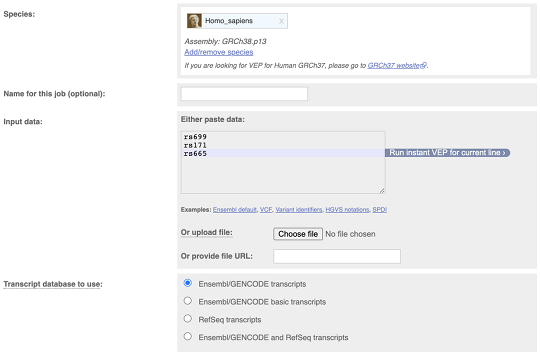 Species:
Homo_sapiens x
Assembly: GRCh38.p13
Add/remove species
If you are looking for VEP for Human GRCh37, please go to GRCh37 website.
Name for this job (optional):
Input data:
Either paste data:
rs699
rs171
rs665
Run instant VEP for current line ›
Examples: Ensembl default, VCF, Variant identifiers, HGVS notations, SPDI
Or upload file:
Choose file No file chosen
Or provide file URL:
Transcript database to use:
Ensembl/GENCODE transcripts
Ensembl/GENCODE basic transcripts
RefSeq transcripts
Ensembl/GENCODE and RefSeq transcripts